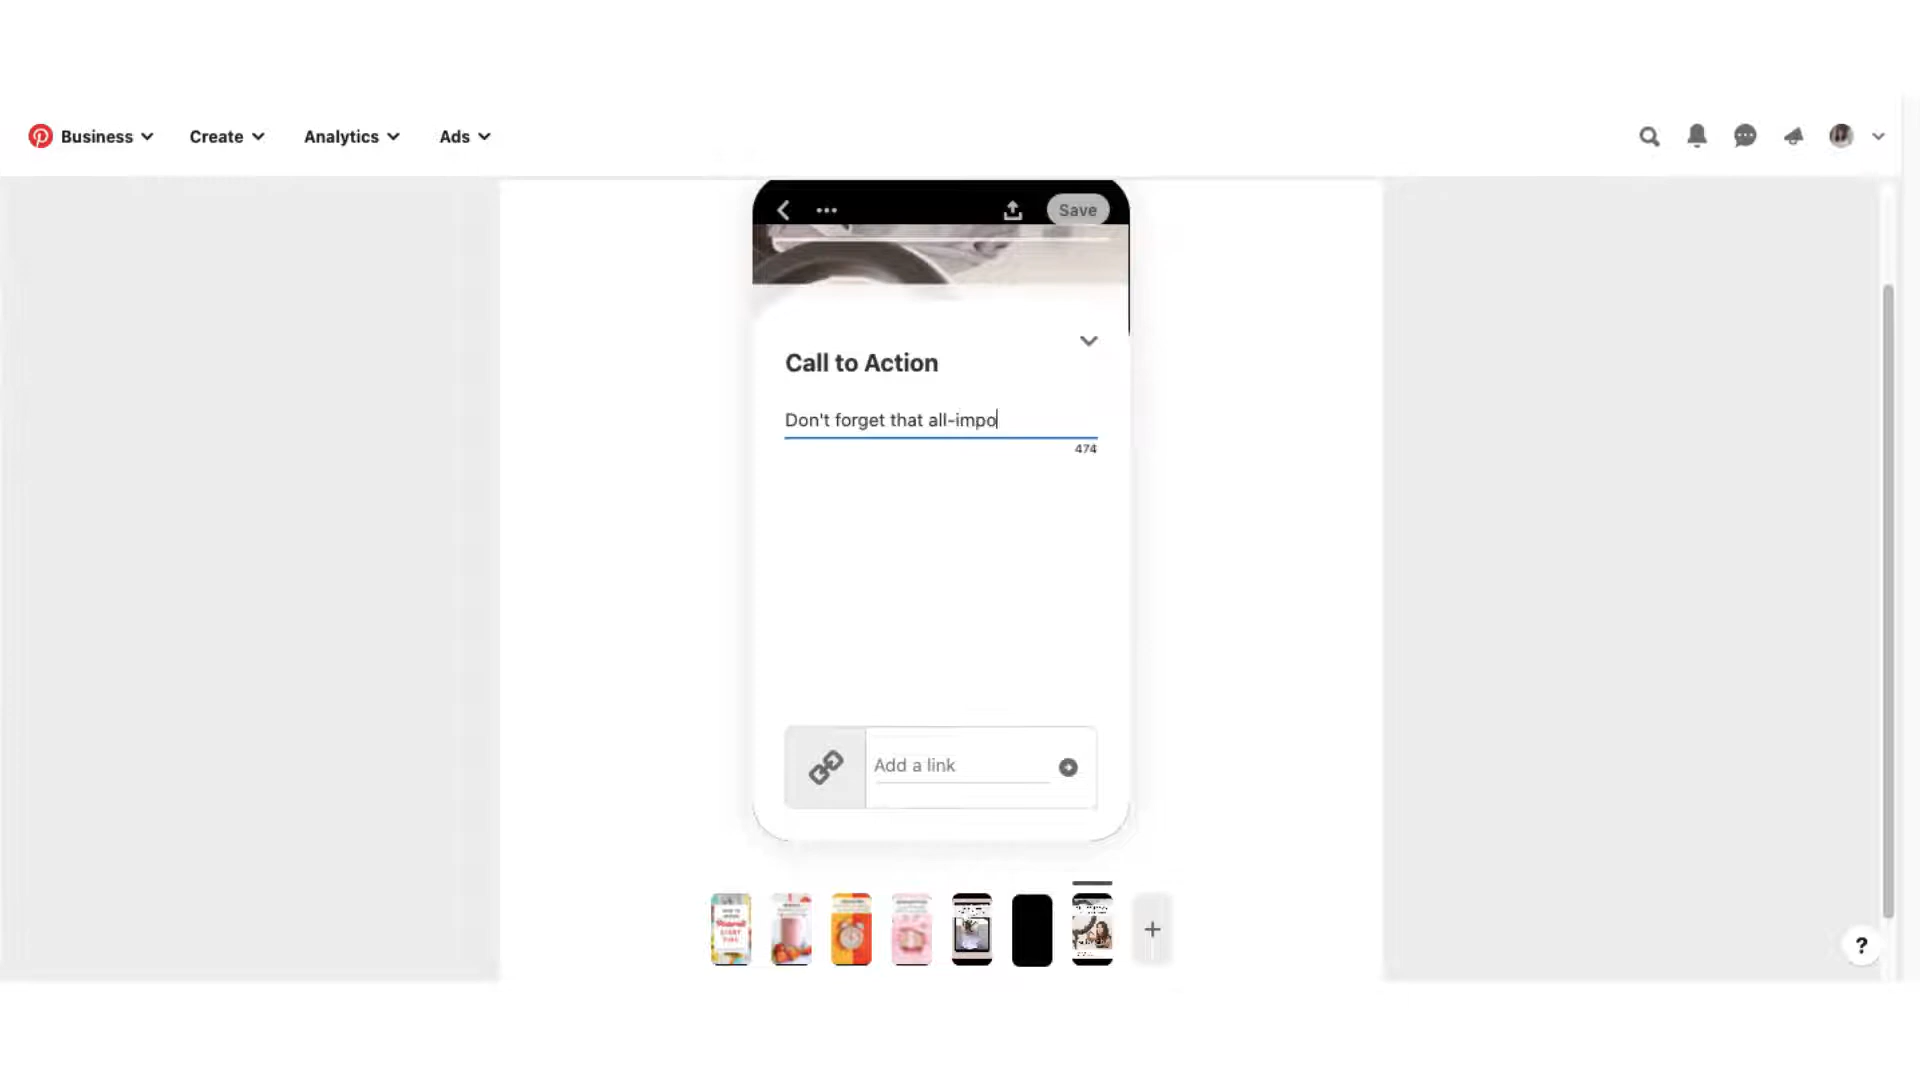 Business
Create
Analytics
Ads
Save
Call to Action
Don't forget that all-impo
474
Add a link
+
?